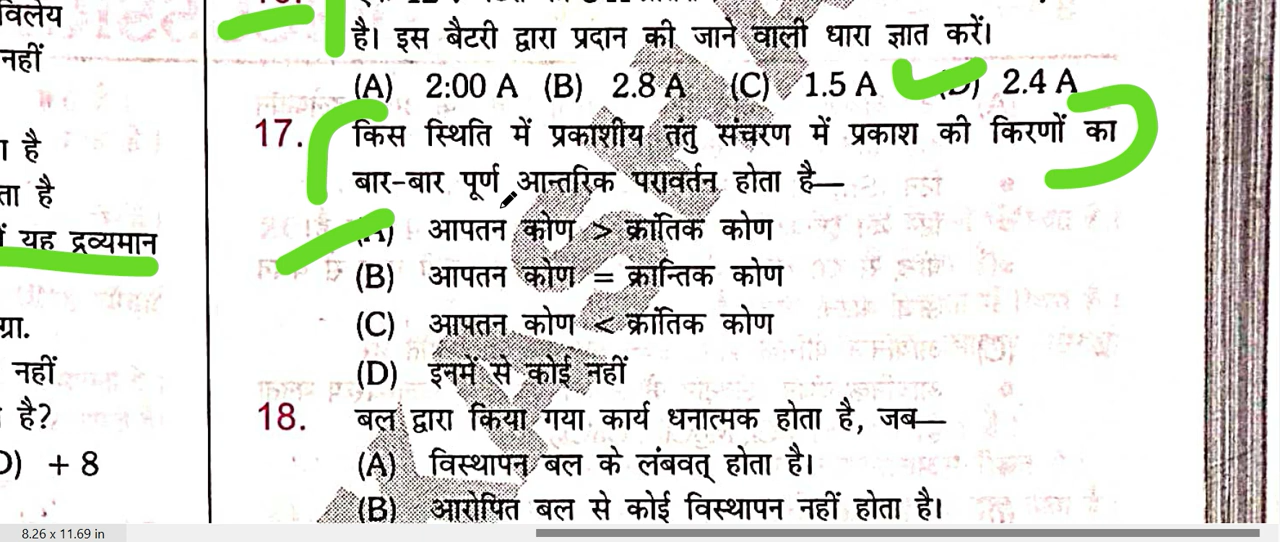 विलेय
नहीं
ा है
ता है
यह द्रव्यमान
ग्रा.
नहीं
है?
D) + 8
है। इस बैटरी द्वारा प्रदान की जाने वाली धारा ज्ञात करें।
(A) 2:00 A (B) 2.8 A (C) 1.5 A (D) 2.4 A
17. किस स्थिति में प्रकाशीय तंतु संचरण में प्रकाश की किरणों का
बार-बार पूर्ण आन्तरिक परावर्तन होता है—
(A) आपतन कोण > क्रांतिक कोण
(B) आपतन कोण = क्रान्तिक कोण
(C) आपतन कोण < क्रांतिक कोण
(D) इनमें से कोई नहीं
18. बल द्वारा किया गया कार्य धनात्मक होता है, जब—
(A) विस्थापन बल के लंबवत् होता है।
(B) आरोपित बल से कोई विस्थापन नहीं होता है।
8.26 x 11.69 in